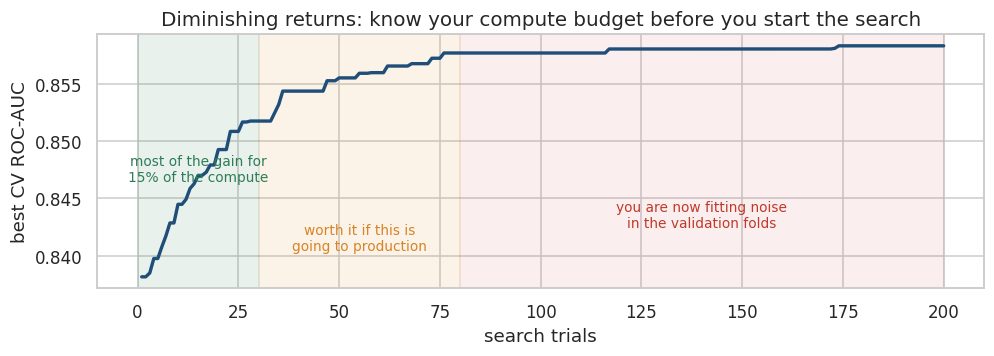 Diminishing returns: know your compute budget before you start the search
best CV ROC-AUC
0.855
0.850
0.845
0.840
most of the gain for
15% of the compute
worth it if this is
going to production
you are now fitting noise
in the validation folds
0 25 50 75 100 125 150 175 200
search trials